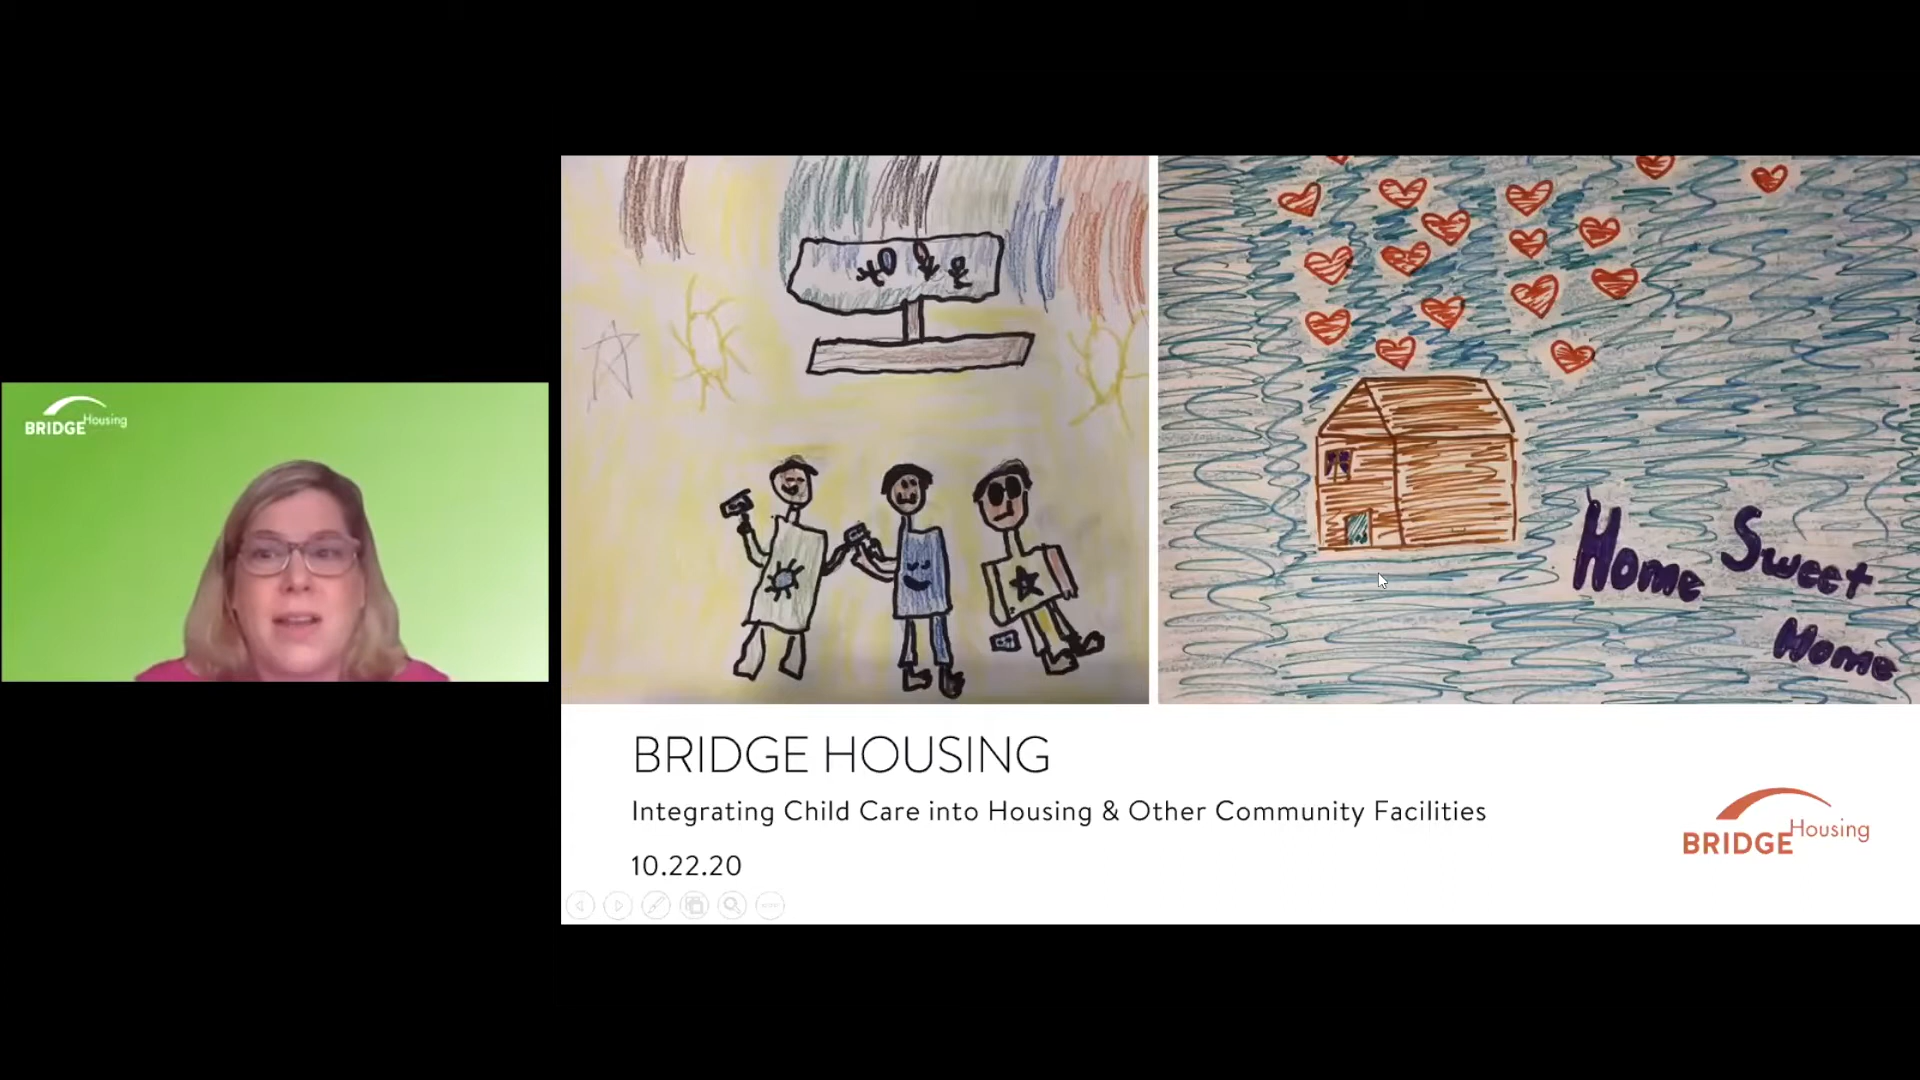 BRIDGE Housing
Home Sweet
Home
BRIDGE HOUSING
Integrating Child Care into Housing & Other Community Facilities
10.22.20
BRIDGE Housing